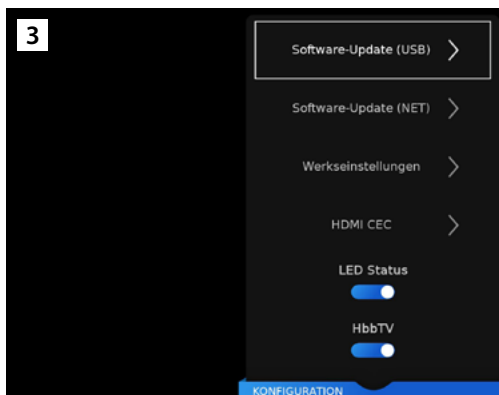 3
Software-Update (USB)
Software-Update (NET)
Werkseinstellungen
HDMI CEC
LED Status
HbbTV
KONFIGURATION